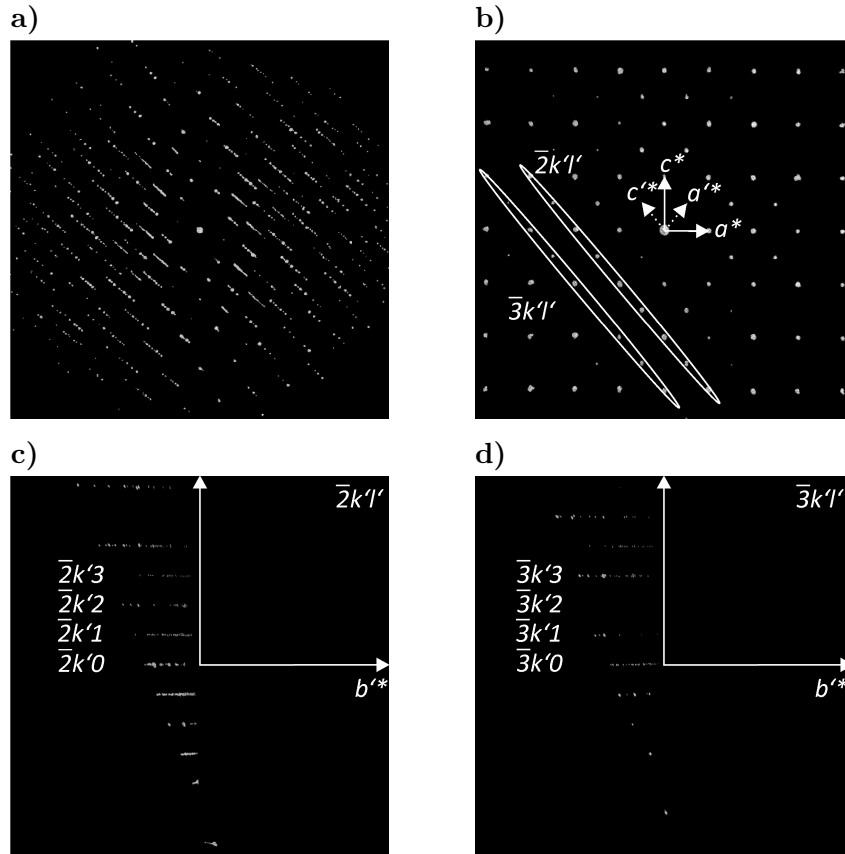 a)
b)
2̅k‘l‘
c*
c‘*
a‘*
a*
3̅k‘l‘
c)
d)
2̅k‘l‘
2̅k‘3
2̅k‘2
2̅k‘1
2̅k‘0
b‘*
3̅k‘l‘
3̅k‘3
3̅k‘2
3̅k‘1
3̅k‘0
b‘*